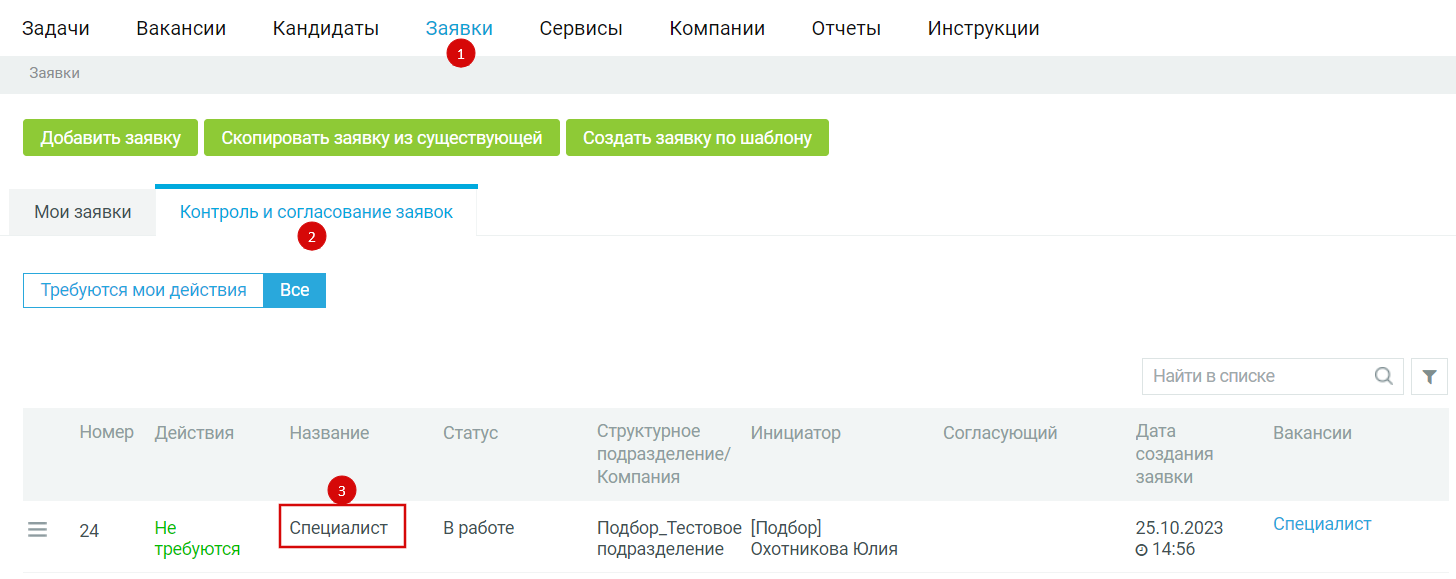 Задачи Вакансии Кандидаты Заявки Сервисы Компании Отчеты Инструкции
1
Заявки
Добавить заявку Скопировать заявку из существующей Создать заявку по шаблону
Мои заявки Контроль и согласование заявок
2
Требуются мои действия Все
Найти в списке
Номер Действия Название Статус Структурное подразделение/ Компания Инициатор Согласующий Дата создания заявки Вакансии
3
24 Не требуются Специалист В работе Подбор_Тестовое подразделение [Подбор] Охотникова Юлия 25.10.2023 14:56 Специалист